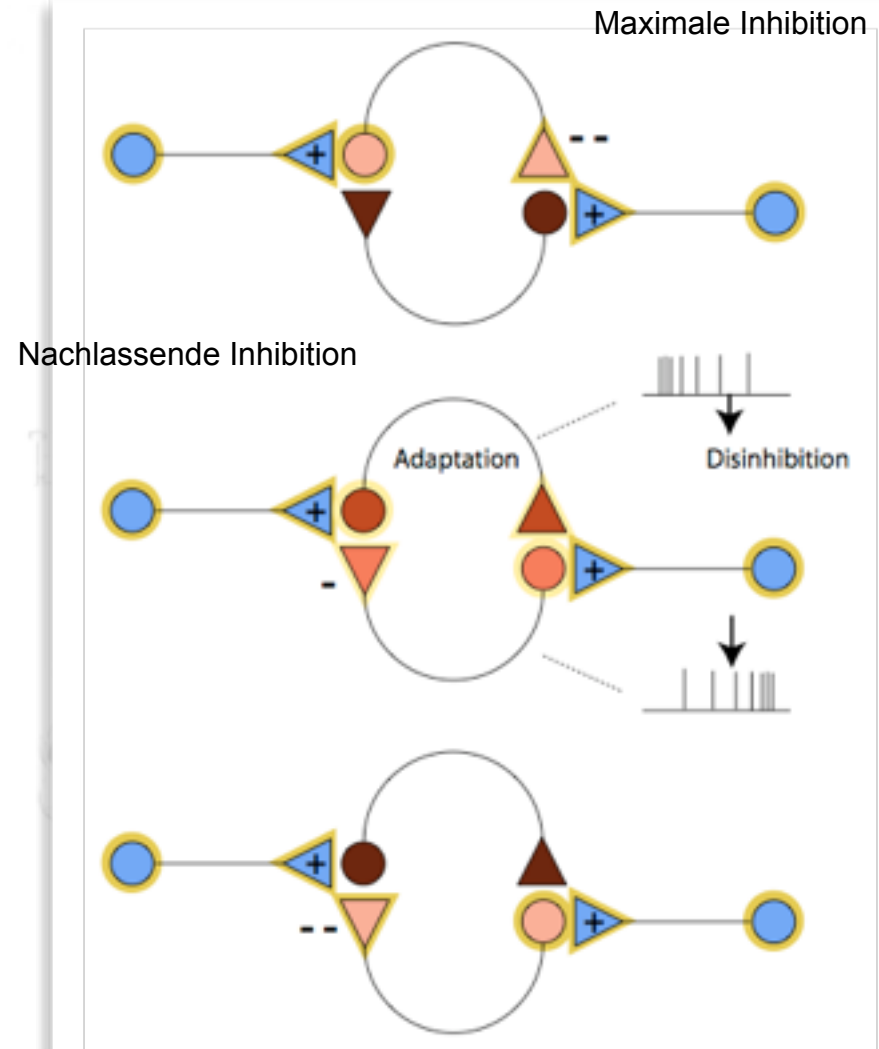 Maximale Inhibition
- -
+
+
Nachlassende Inhibition
Adaptation
Disinhibition
+
-
+
+
- -
+